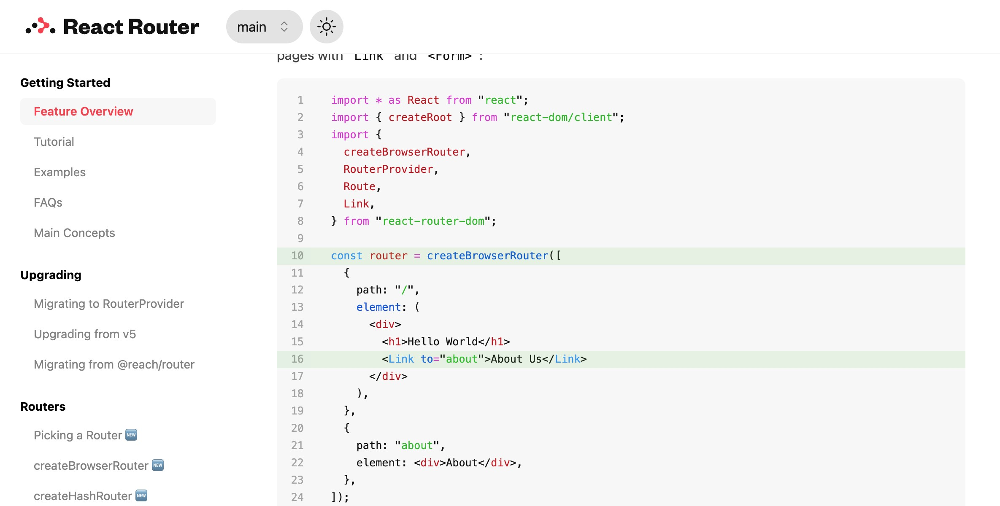 React Router
main
Getting Started
Feature Overview
Tutorial
Examples
FAQs
Main Concepts
Upgrading
Migrating to RouterProvider
Upgrading from v5
Migrating from @reach/router
Routers
Picking a Router NEW
createBrowserRouter NEW
createHashRouter NEW
pages with Link and <Form> :
1 import * as React from "react";
2 import { createRoot } from "react-dom/client";
3 import {
4   createBrowserRouter,
5   RouterProvider,
6   Route,
7   Link,
8 } from "react-router-dom";
9
10 const router = createBrowserRouter([
11   {
12     path: "/",
13     element: (
14       <div>
15         <h1>Hello World</h1>
16         <Link to="about">About Us</Link>
17       </div>
18     ),
19   },
20   {
21     path: "about",
22     element: <div>About</div>,
23   },
24 ]);